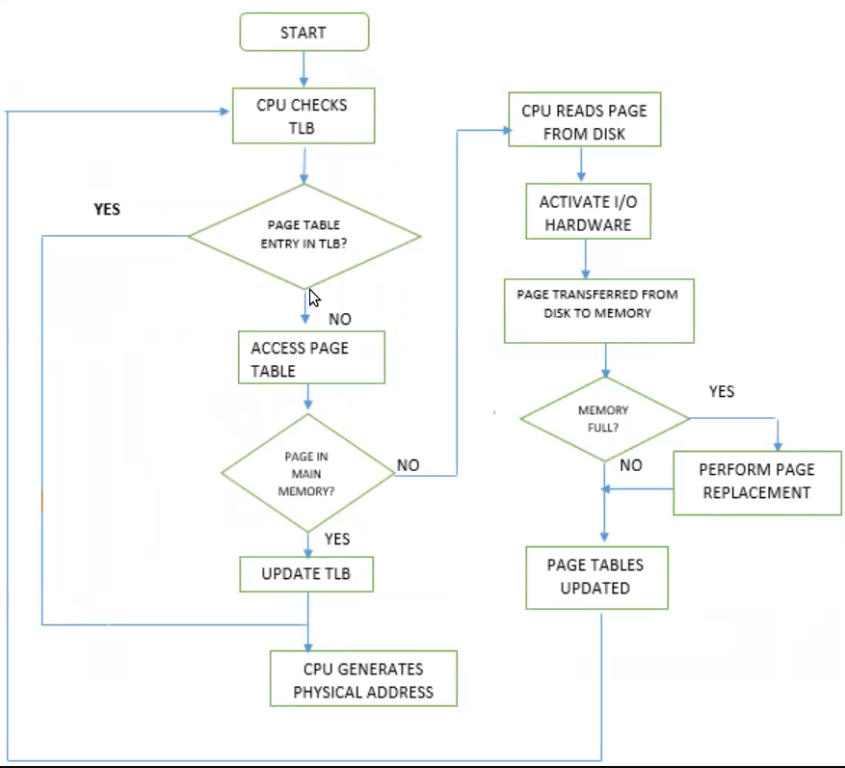 START
CPU CHECKS
TLB
YES
PAGE TABLE
ENTRY IN TLB?
NO
ACCESS PAGE
TABLE
PAGE IN
MAIN
MEMORY?
NO
YES
UPDATE TLB
CPU GENERATES
PHYSICAL ADDRESS
CPU READS PAGE
FROM DISK
ACTIVATE I/O
HARDWARE
PAGE TRANSFERRED FROM
DISK TO MEMORY
MEMORY
FULL?
YES
NO
PERFORM PAGE
REPLACEMENT
PAGE TABLES
UPDATED